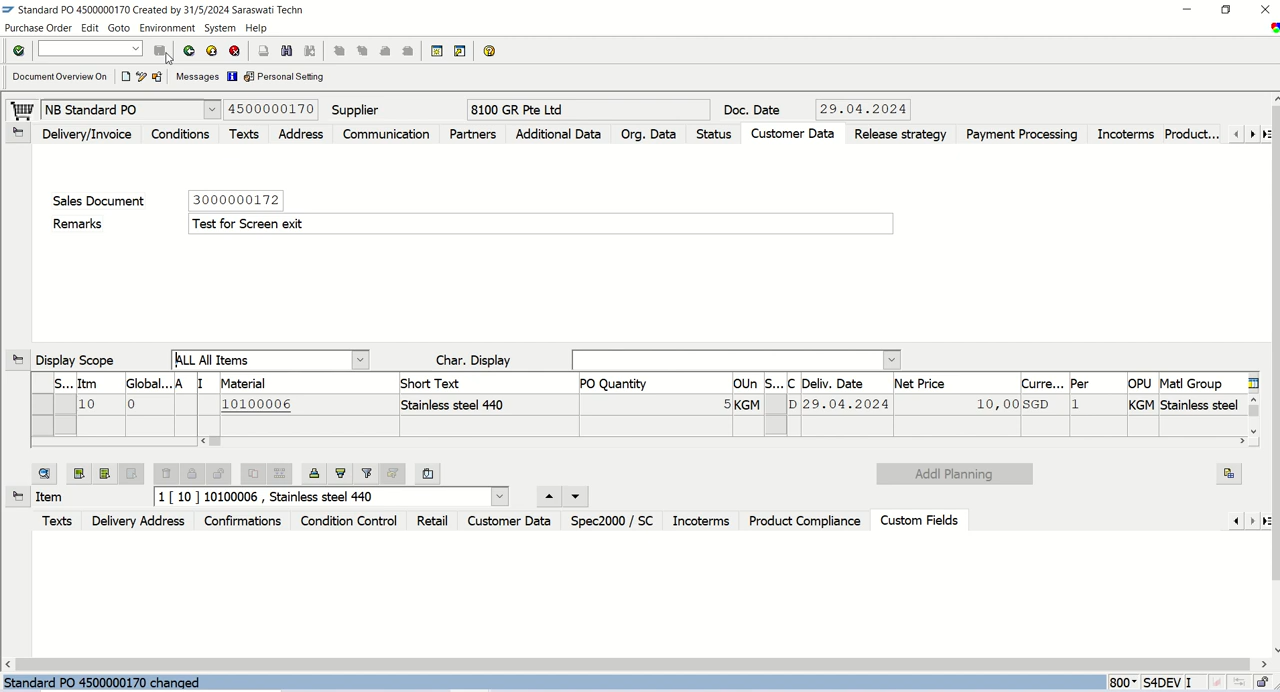 Standard PO 4500000170 Created by 31/5/2024 Saraswati Techn
Purchase Order Edit Goto Environment System Help
Document Overview On Messages Personal Setting
NB Standard PO 4500000170 Supplier 8100 GR Pte Ltd Doc. Date 29.04.2024
Delivery/Invoice Conditions Texts Address Communication Partners Additional Data Org. Data Status Customer Data Release strategy Payment Processing Incoterms Product...
Sales Document 3000000172
Remarks Test for Screen exit
Display Scope ALL All Items Char. Display
S... Itm Global... A I Material Short Text PO Quantity OUn S... C Deliv. Date Net Price Curre... Per OPU Matl Group
10 0 10100006 Stainless steel 440 5 KGM D 29.04.2024 10,00 SGD 1 KGM Stainless steel
Addl Planning
Item 1 [ 10 ] 10100006 , Stainless steel 440
Texts Delivery Address Confirmations Condition Control Retail Customer Data Spec2000 / SC Incoterms Product Compliance Custom Fields
Standard PO 4500000170 changed 800 S4DEV I